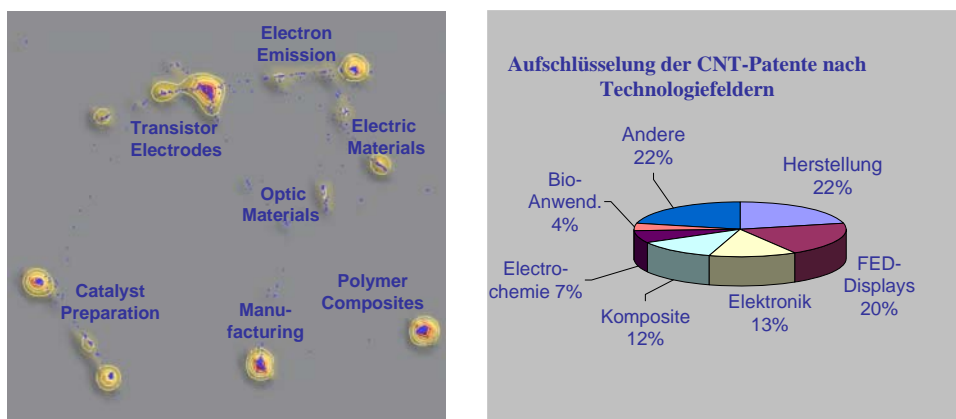 Electron
Emission
Transistor
Electrodes
Electric
Materials
Optic
Materials
Catalyst
Preparation
Manu-
facturing
Polymer
Composites
Aufschlüsselung der CNT-Patente nach
Technologiefeldern
Andere
22%
Herstellung
22%
Bio-
Anwend.
4%
FED-
Displays
20%
Electro-
chemie 7%
Elektronik
13%
Komposite
12%